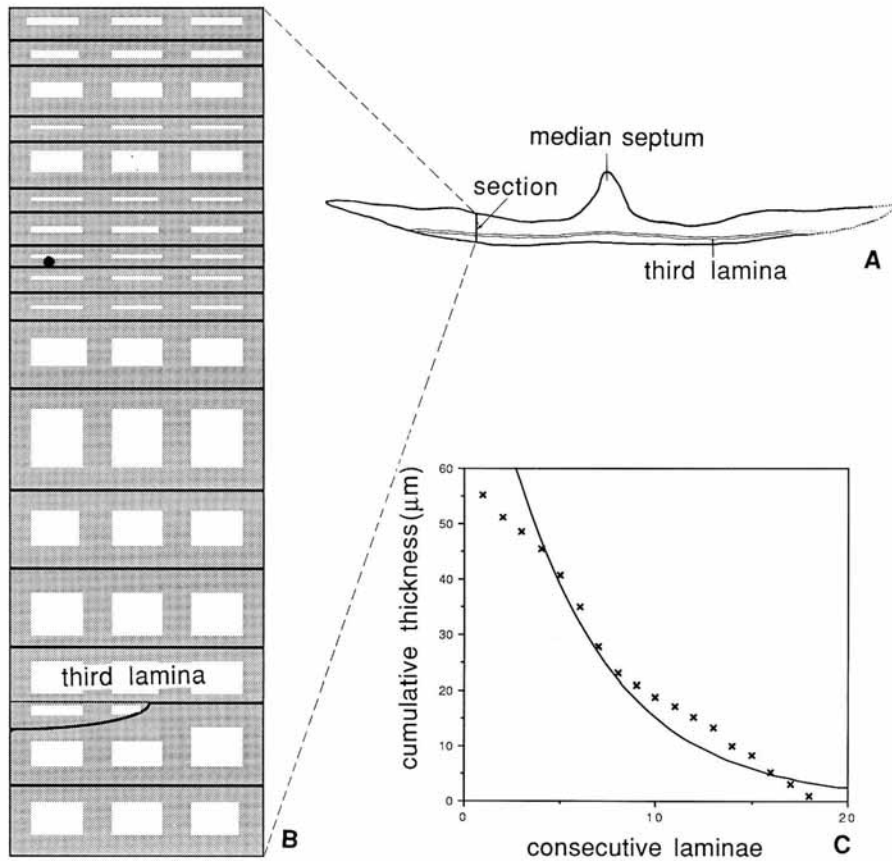 median septum
section
third lamina
A
third lamina
B
60
50
40
30
20
10
0
cumulative thickness(μm)
0
10
20
consecutive laminae
C